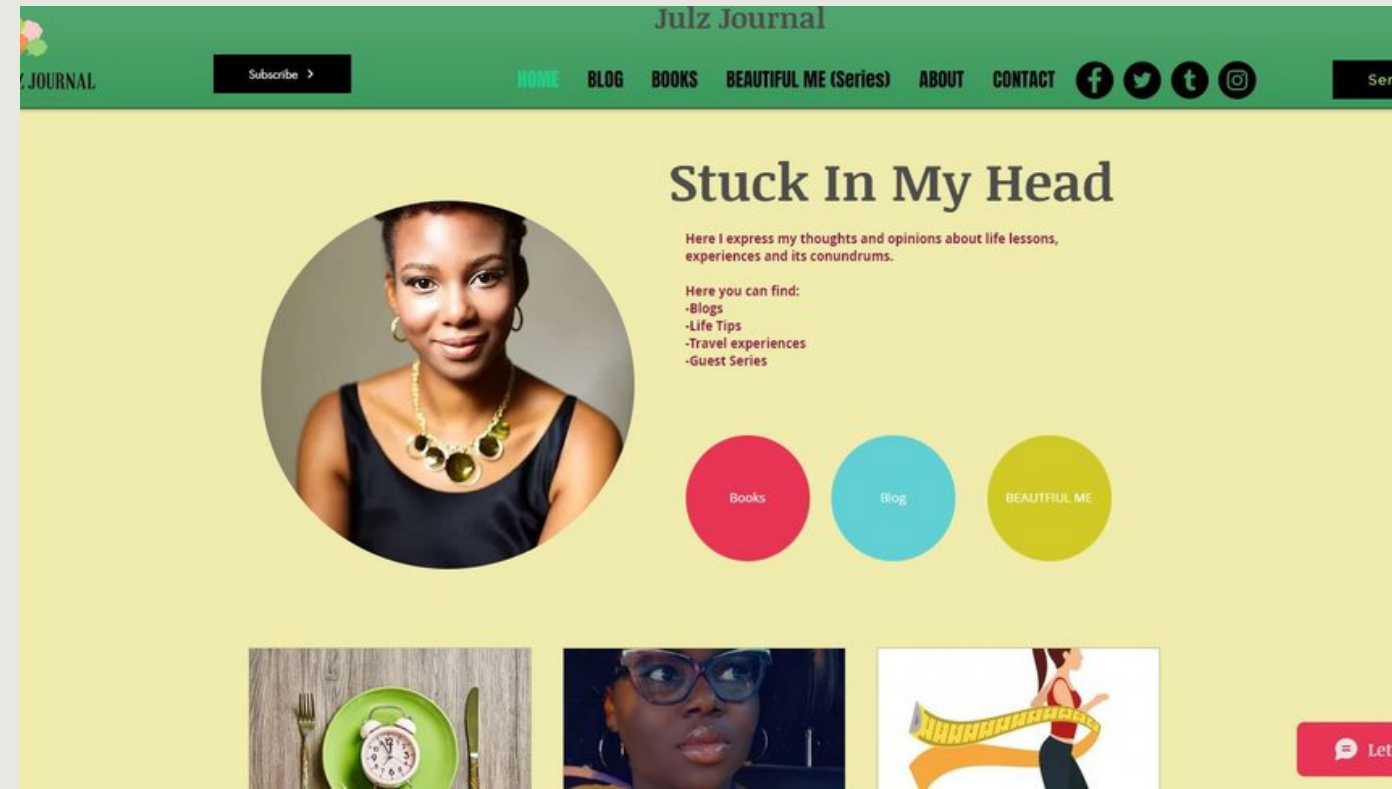 Julz Journal
JOURNAL
Subscribe >
HOME BLOG BOOKS BEAUTIFUL ME (Series) ABOUT CONTACT
Stuck In My Head
Here I express my thoughts and opinions about life lessons,
experiences and its conundrums.
Here you can find:
-Blogs
-Life Tips
-Travel experiences
-Guest Series
Books
Blog
BEAUTFIUL ME
Let